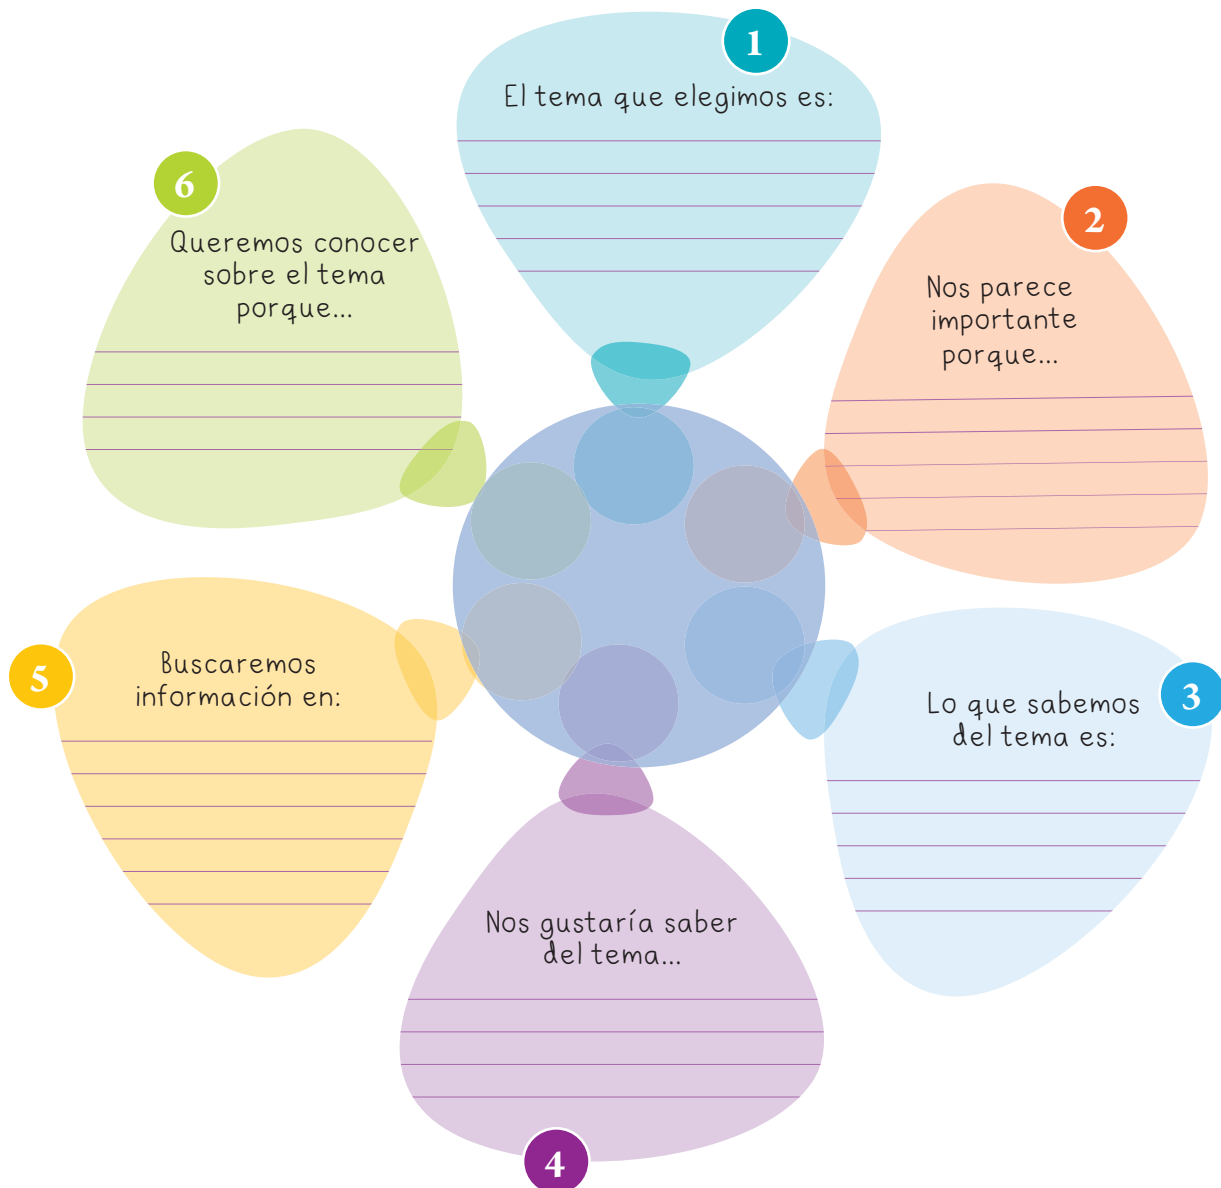 1
El tema que elegimos es:
2
Nos parece
importante
porque...
3
Lo que sabemos
del tema es:
4
Nos gustaría saber
del tema...
5
Buscaremos
información en:
6
Queremos conocer
sobre el tema
porque...